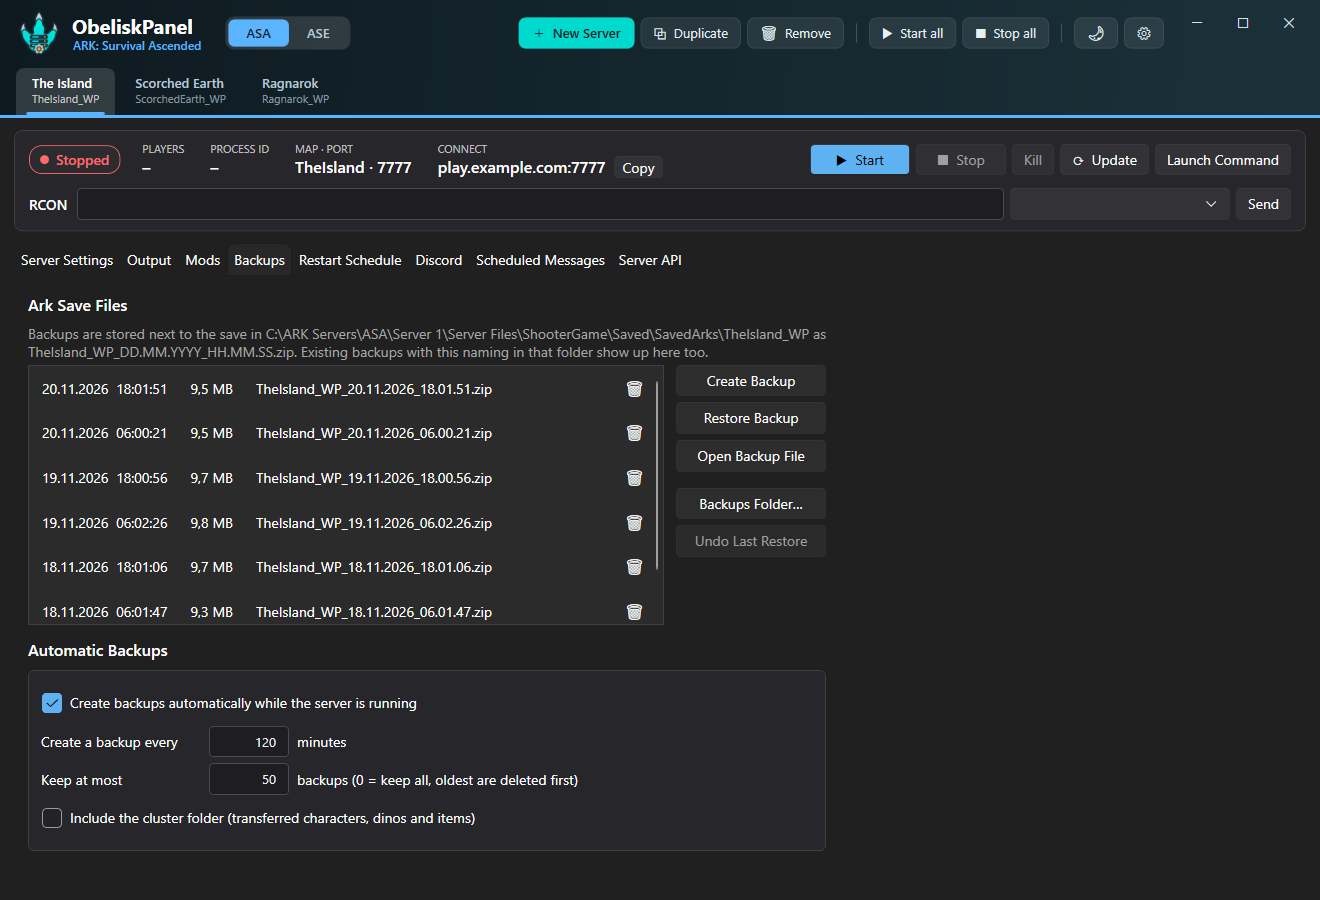 ObeliskPanel
ARK: Survival Ascended
ASA
ASE
+ New Server
Duplicate
Remove
Start all
Stop all
The Island
TheIsland_WP
Scorched Earth
ScorchedEarth_WP
Ragnarok
Ragnarok_WP
Stopped
PLAYERS
–
PROCESS ID
–
MAP · PORT
TheIsland · 7777
CONNECT
play.example.com:7777
Copy
Start
Stop
Kill
Update
Launch Command
RCON
Send
Server Settings
Output
Mods
Backups
Restart Schedule
Discord
Scheduled Messages
Server API
Ark Save Files
Backups are stored next to the save in C:\ARK Servers\ASA\Server 1\Server Files\ShooterGame\Saved\SavedArks\TheIsland_WP as
TheIsland_WP_DD.MM.YYYY_HH.MM.SS.zip. Existing backups with this naming in that folder show up here too.
20.11.2026 18:01:51 9,5 MB TheIsland_WP_20.11.2026_18.01.51.zip
20.11.2026 06:00:21 9,5 MB TheIsland_WP_20.11.2026_06.00.21.zip
19.11.2026 18:00:56 9,7 MB TheIsland_WP_19.11.2026_18.00.56.zip
19.11.2026 06:02:26 9,8 MB TheIsland_WP_19.11.2026_06.02.26.zip
18.11.2026 18:01:06 9,7 MB TheIsland_WP_18.11.2026_18.01.06.zip
18.11.2026 06:01:47 9,3 MB TheIsland_WP_18.11.2026_06.01.47.zip
Create Backup
Restore Backup
Open Backup File
Backups Folder...
Undo Last Restore
Automatic Backups
Create backups automatically while the server is running
Create a backup every 120 minutes
Keep at most 50 backups (0 = keep all, oldest are deleted first)
Include the cluster folder (transferred characters, dinos and items)